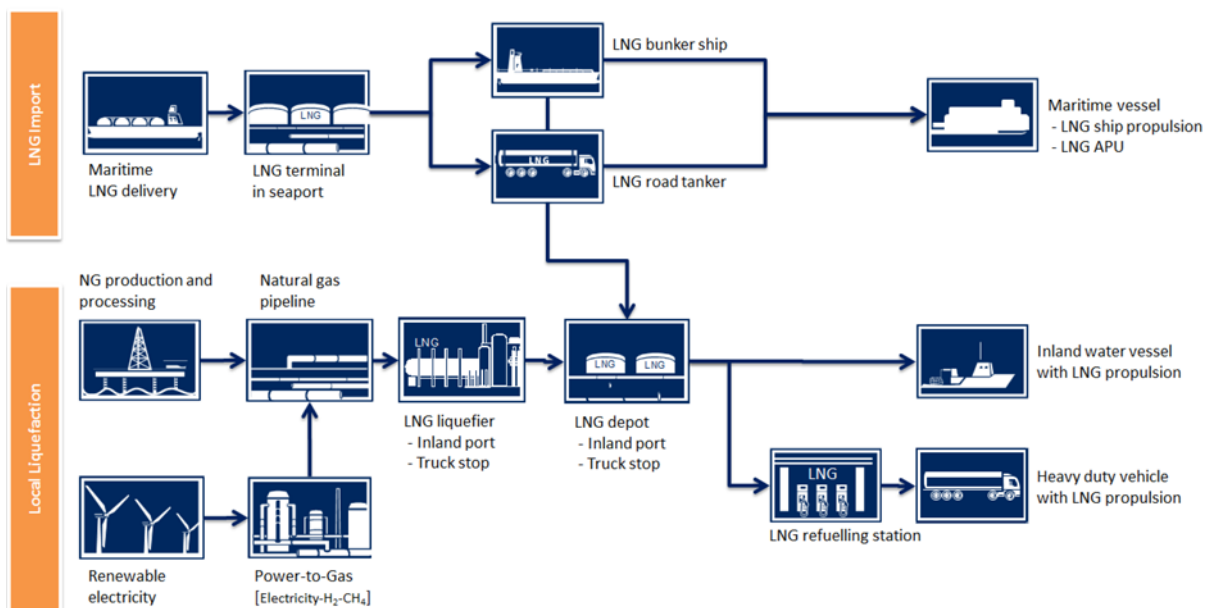 LNG Import
LNG bunker ship
LNG
Maritime
LNG delivery
LNG terminal
in seaport
LNG
LNG road tanker
Maritime vessel
- LNG ship propulsion
- LNG APU
Local Liquefaction
NG production and
processing
Natural gas
pipeline
LNG
LNG liquefier
- Inland port
- Truck stop
LNG LNG
LNG depot
- Inland port
- Truck stop
Inland water vessel
with LNG propulsion
LNG
LNG refuelling station
Heavy duty vehicle
with LNG propulsion
Renewable
electricity
Power-to-Gas
[Electricity-H₂-CH₄]